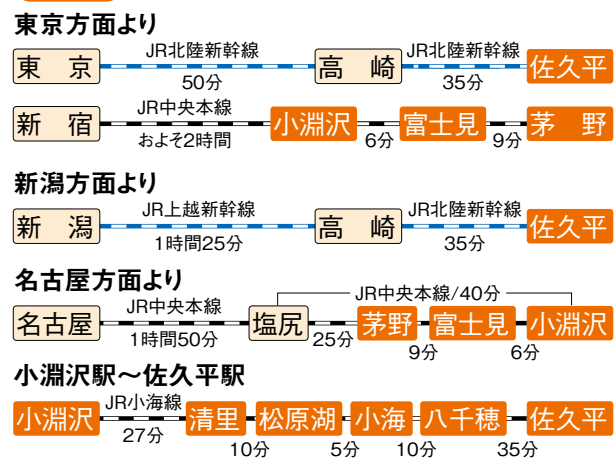 東京方面より
JR北陸新幹線 JR北陸新幹線
東　京 高　崎 佐久平
50分 35分
JR中央本線
新　宿 小淵沢 富士見 茅　野
およそ2時間 6分 9分
新潟方面より
JR上越新幹線 JR北陸新幹線
新　潟 高　崎 佐久平
1時間25分 35分
名古屋方面より
JR中央本線/40分
JR中央本線
名古屋 塩尻 茅野 富士見 小淵沢
1時間50分 25分 9分 6分
小淵沢駅〜佐久平駅
JR小海線
小淵沢 清里 松原湖 小海 八千穂 佐久平
27分 10分 5分 10分 35分